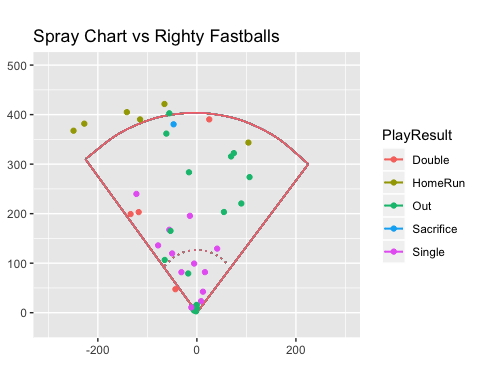 Spray Chart vs Righty Fastballs
500
400
300
200
100
0
-200
0
200
PlayResult
Double
HomeRun
Out
Sacrifice
Single